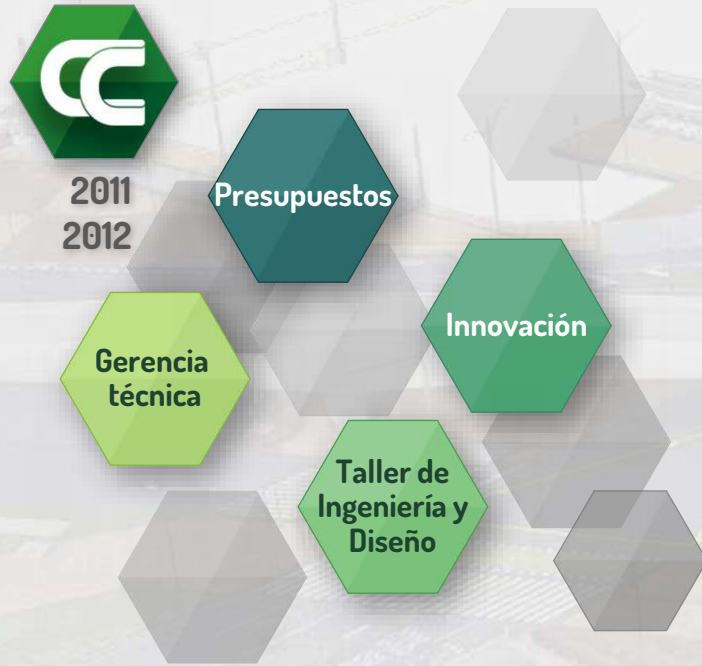 CC
2011
2012
Presupuestos
Innovación
Gerencia
técnica
Taller de
Ingeniería y
Diseño